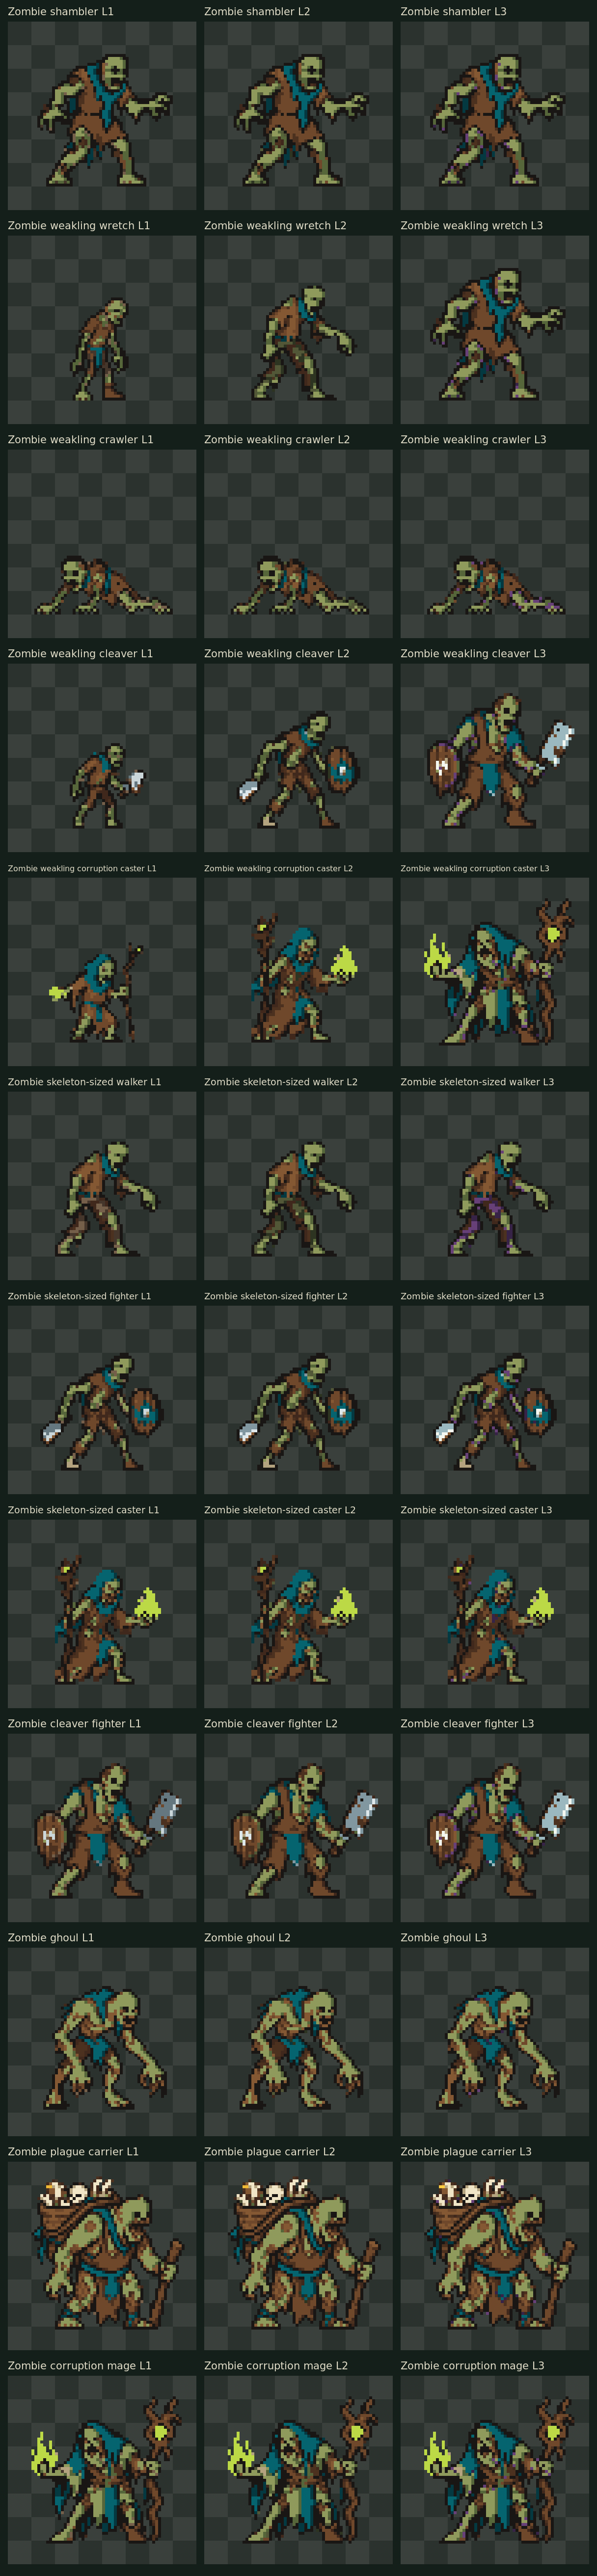 Zombie shambler L1
Zombie shambler L2
Zombie shambler L3
Zombie weakling wretch L1
Zombie weakling wretch L2
Zombie weakling wretch L3
Zombie weakling crawler L1
Zombie weakling crawler L2
Zombie weakling crawler L3
Zombie weakling cleaver L1
Zombie weakling cleaver L2
Zombie weakling cleaver L3
Zombie weakling corruption caster L1
Zombie weakling corruption caster L2
Zombie weakling corruption caster L3
Zombie skeleton-sized walker L1
Zombie skeleton-sized walker L2
Zombie skeleton-sized walker L3
Zombie skeleton-sized fighter L1
Zombie skeleton-sized fighter L2
Zombie skeleton-sized fighter L3
Zombie skeleton-sized caster L1
Zombie skeleton-sized caster L2
Zombie skeleton-sized caster L3
Zombie cleaver fighter L1
Zombie cleaver fighter L2
Zombie cleaver fighter L3
Zombie ghoul L1
Zombie ghoul L2
Zombie ghoul L3
Zombie plague carrier L1
Zombie plague carrier L2
Zombie plague carrier L3
Zombie corruption mage L1
Zombie corruption mage L2
Zombie corruption mage L3